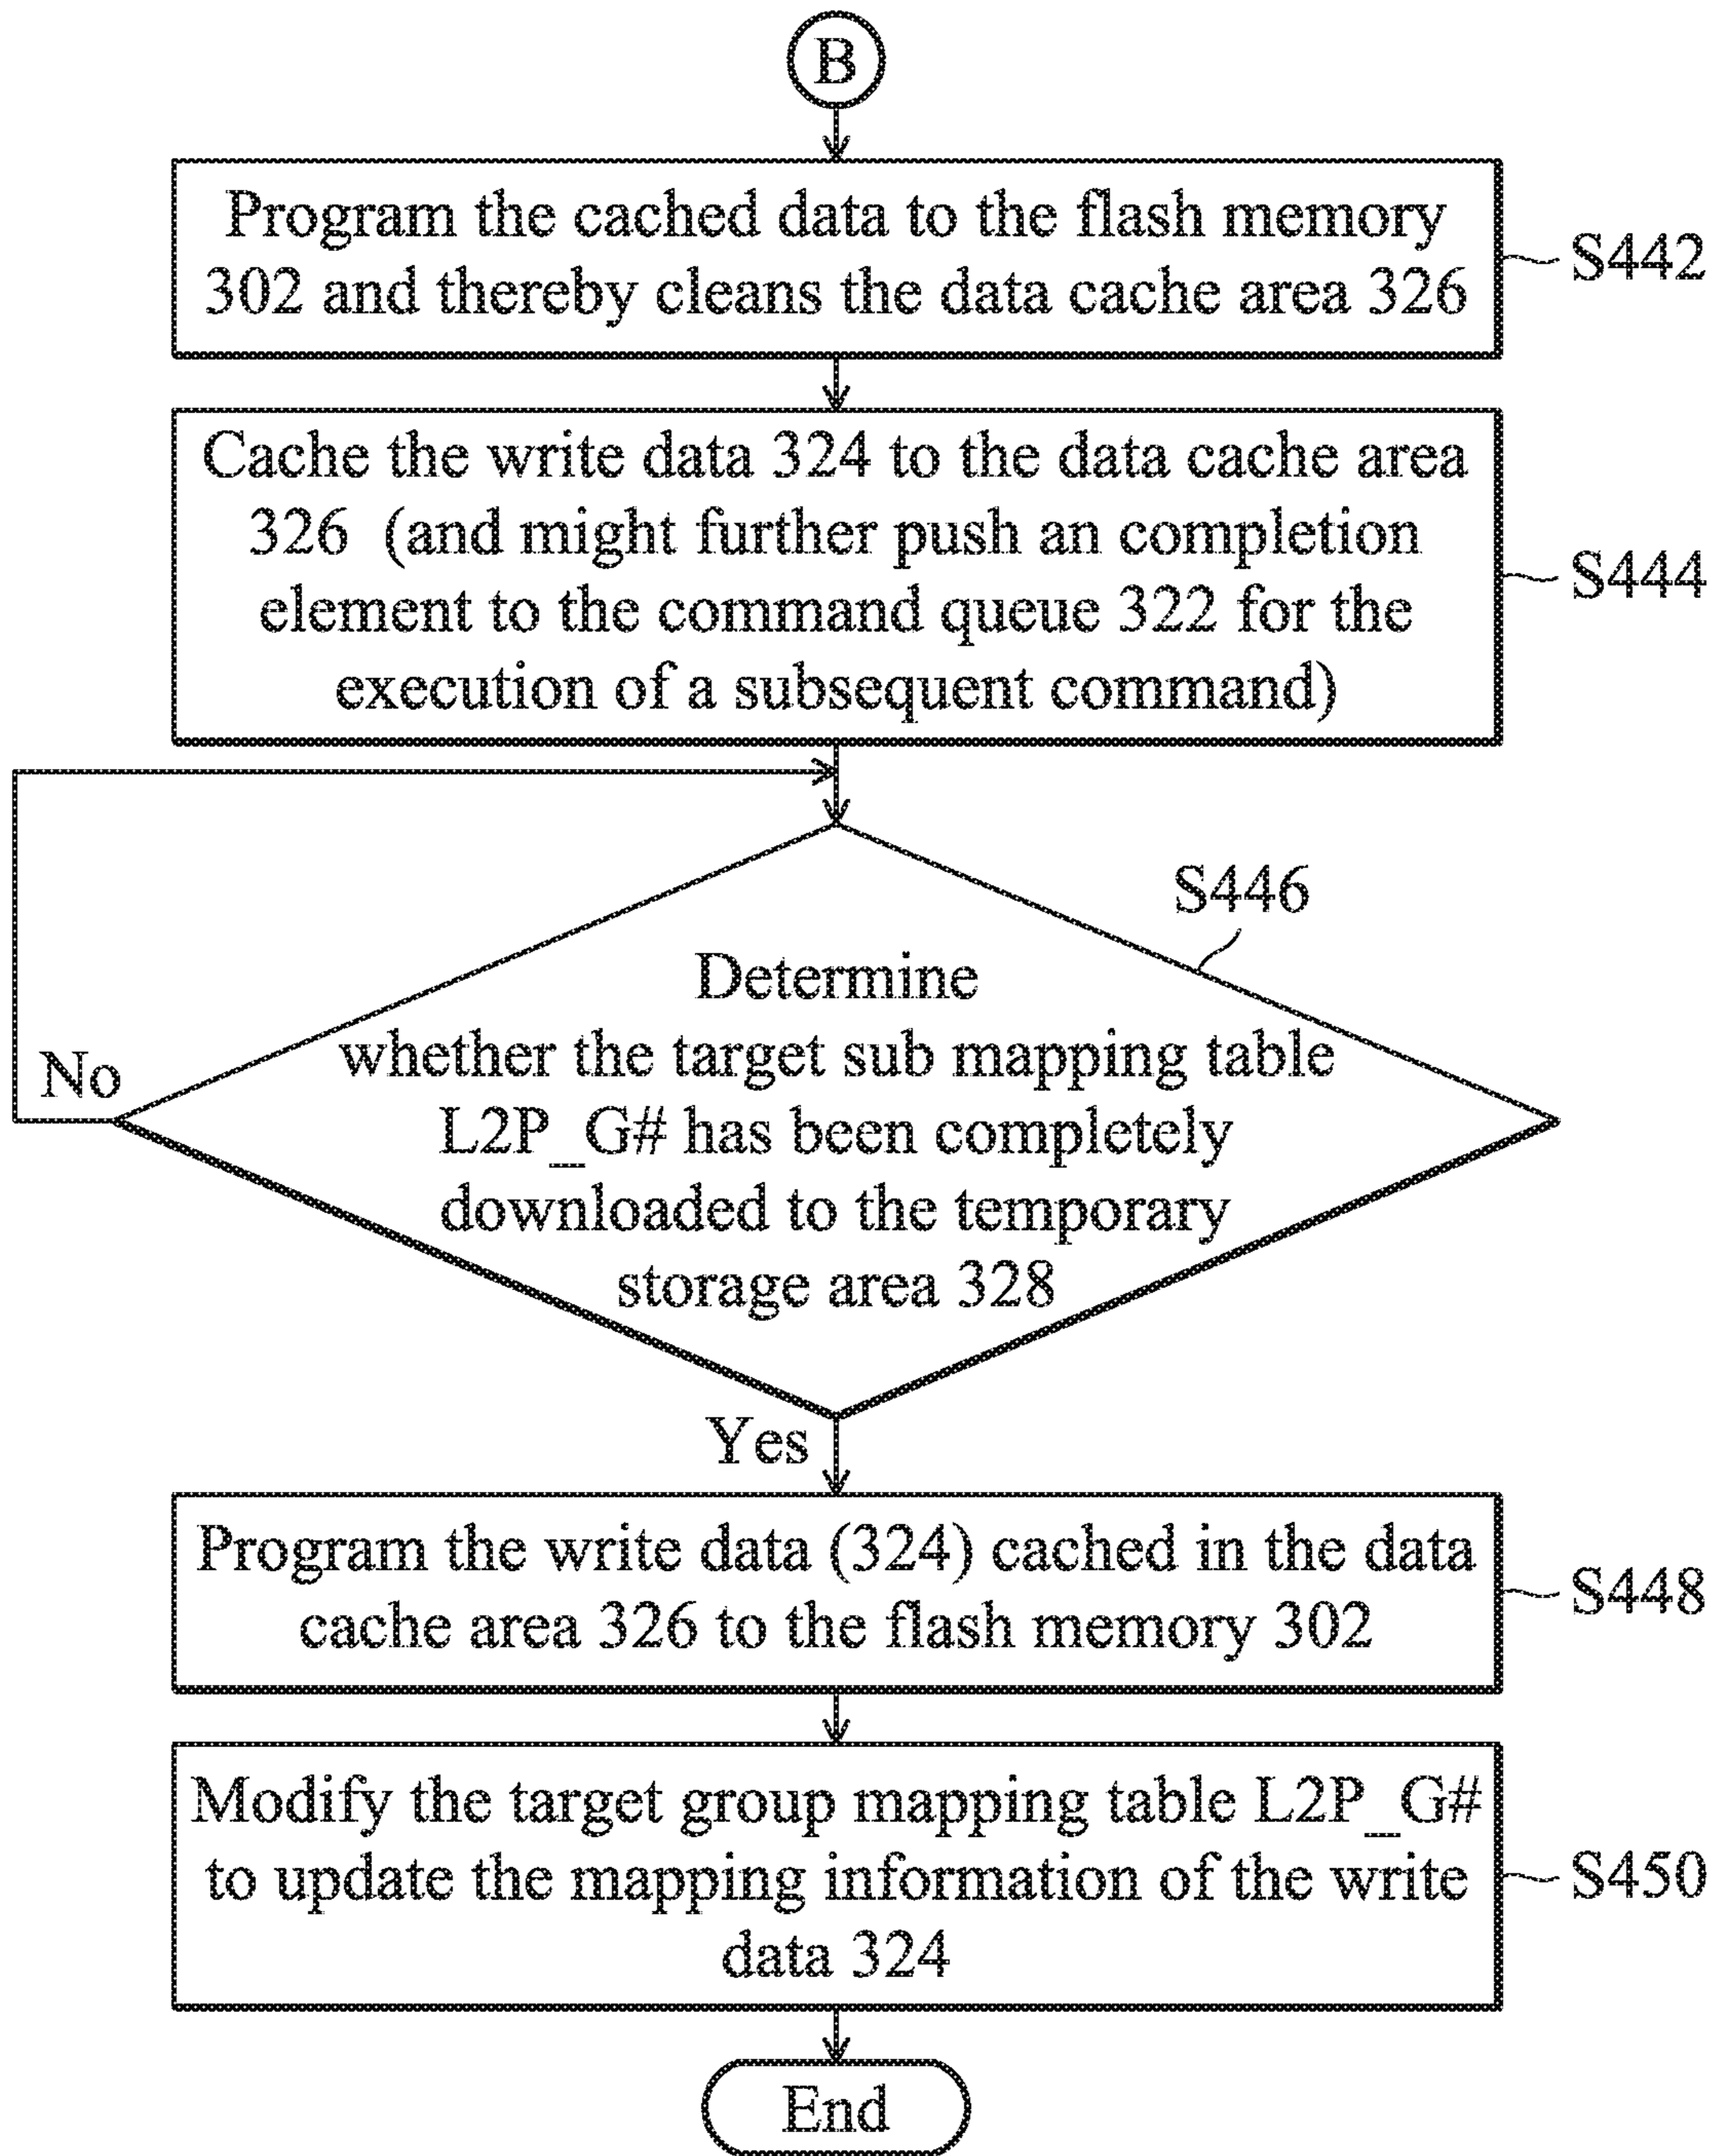 B
Program the cached data to the flash memory
302 and thereby cleans the data cache area 326
S442
Cache the write data 324 to the data cache area
326 (and might further push an completion
element to the command queue 322 for the
execution of a subsequent command)
S444
S446
Determine
whether the target sub mapping table
L2P_G# has been completely
downloaded to the temporary
storage area 328
No
Yes
Program the write data (324) cached in the data
cache area 326 to the flash memory 302
S448
Modify the target group mapping table L2P_G#
to update the mapping information of the write
data 324
S450
End